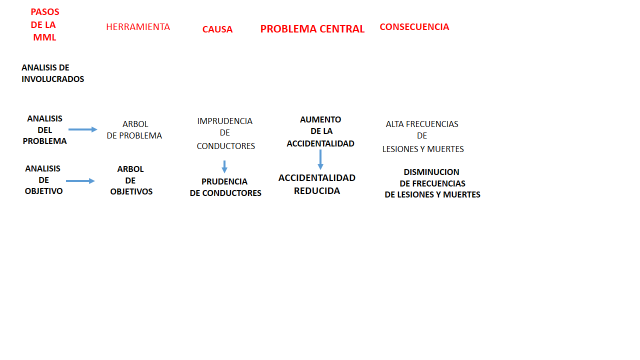 PASOS
DE LA
MML
HERRAMIENTA
CAUSA
PROBLEMA CENTRAL
CONSECUENCIA
ANALISIS DE
INVOLUCRADOS
ANALISIS
DEL
PROBLEMA
ARBOL
DE PROBLEMA
IMPRUDENCIA
DE
CONDUCTORES
AUMENTO
DE LA
ACCIDENTALIDAD
ALTA FRECUENCIAS
DE
LESIONES Y MUERTES
ANALISIS
DE
OBJETIVO
ARBOL
DE
OBJETIVOS
PRUDENCIA
DE CONDUCTORES
ACCIDENTALIDAD
REDUCIDA
DISMINUCION
DE FRECUENCIAS
DE LESIONES Y MUERTES